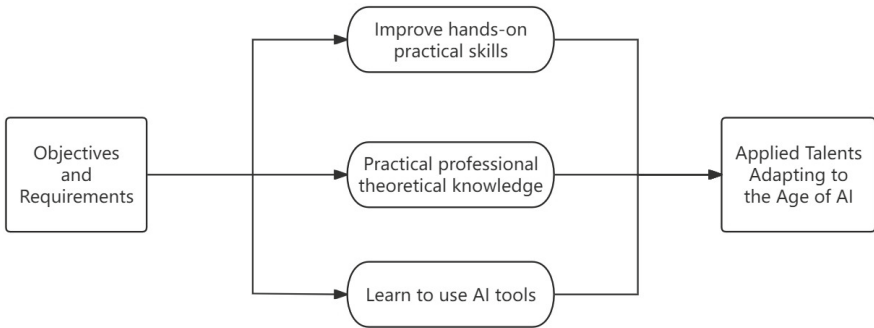 Objectives
and
Requirements
Improve hands-on
practical skills
Practical professional
theoretical knowledge
Learn to use AI tools
Applied Talents
Adapting to
the Age of AI